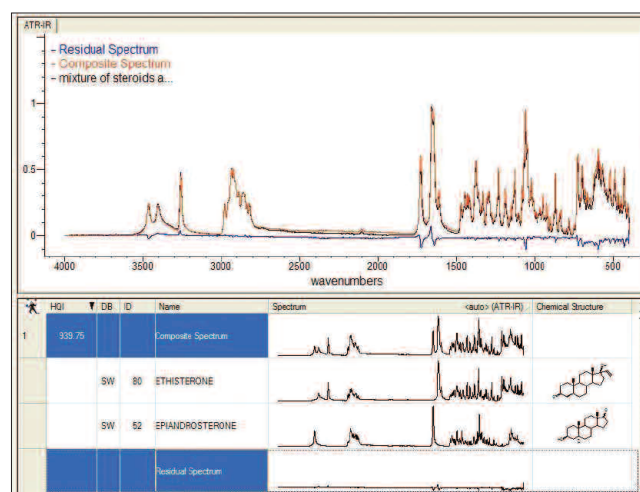 ATR-IR
- Residual Spectrum
- Composite Spectrum
- mixture of steroids a...
1
0.5
0
4000 3500 3000 2500 2000 1500 1000 500
wavenumbers
HQI DB ID Name Spectrum <auto> (ATR-IR) Chemical Structure
1 939.75 Composite Spectrum
SW 80 ETHISTERONE
SW 52 EPIANDROSTERONE
Residual Spectrum